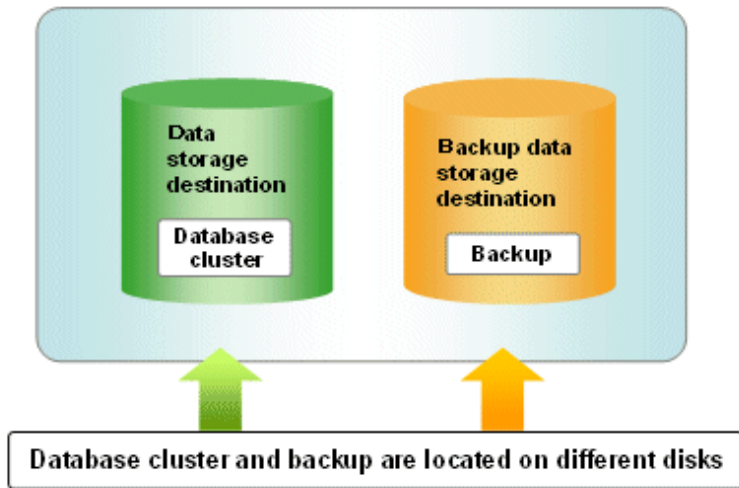 Data
storage
destination
Database
cluster
Backup data
storage
destination
Backup
Database cluster and backup are located on different disks